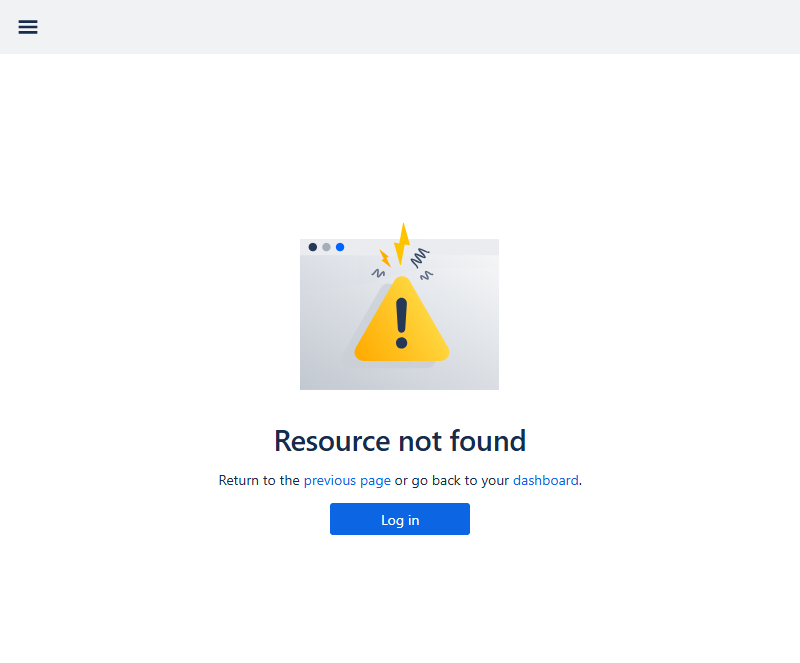 Resource not found
Return to the previous page or go back to your dashboard.
Log in